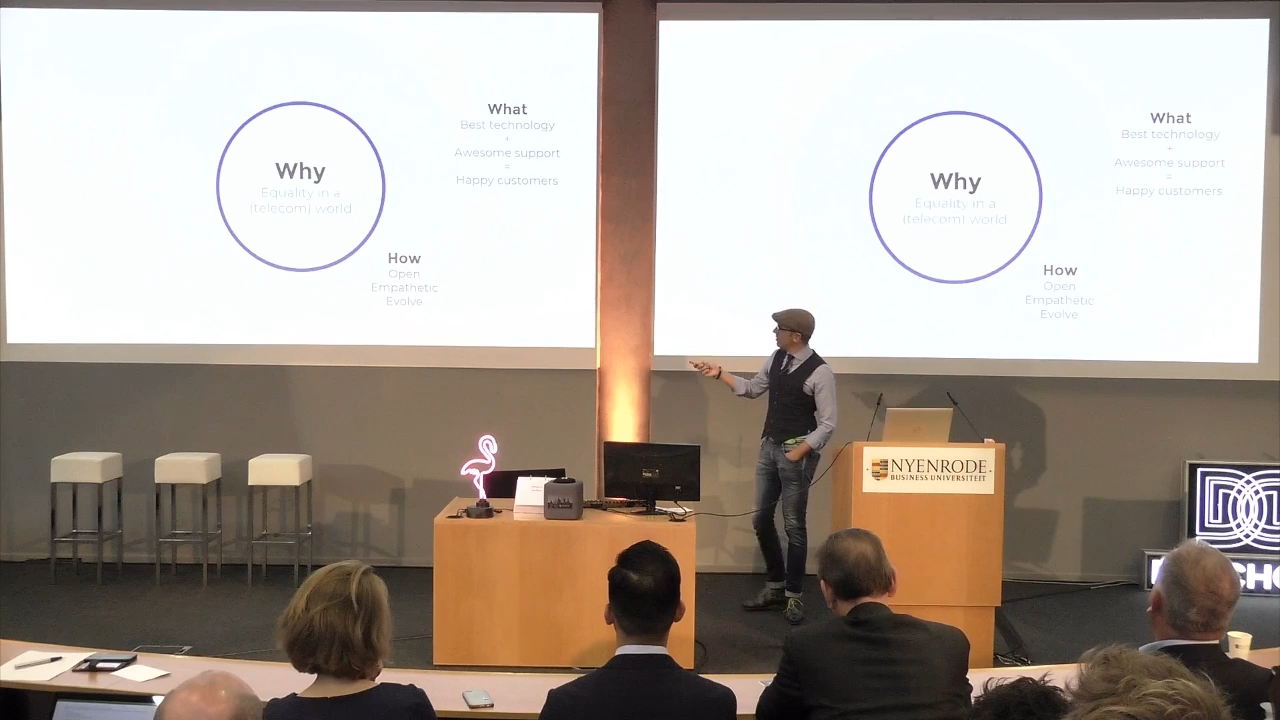 Why
Equality in a
(telecom) world
What
Best technology
+
Awesome support
=
Happy customers
How
Open
Empathetic
Evolve
Why
Equality in a
(telecom) world
What
Best technology
+
Awesome support
=
Happy customers
How
Open
Empathetic
Evolve
NYENRODE
BUSINESS UNIVERSITEIT